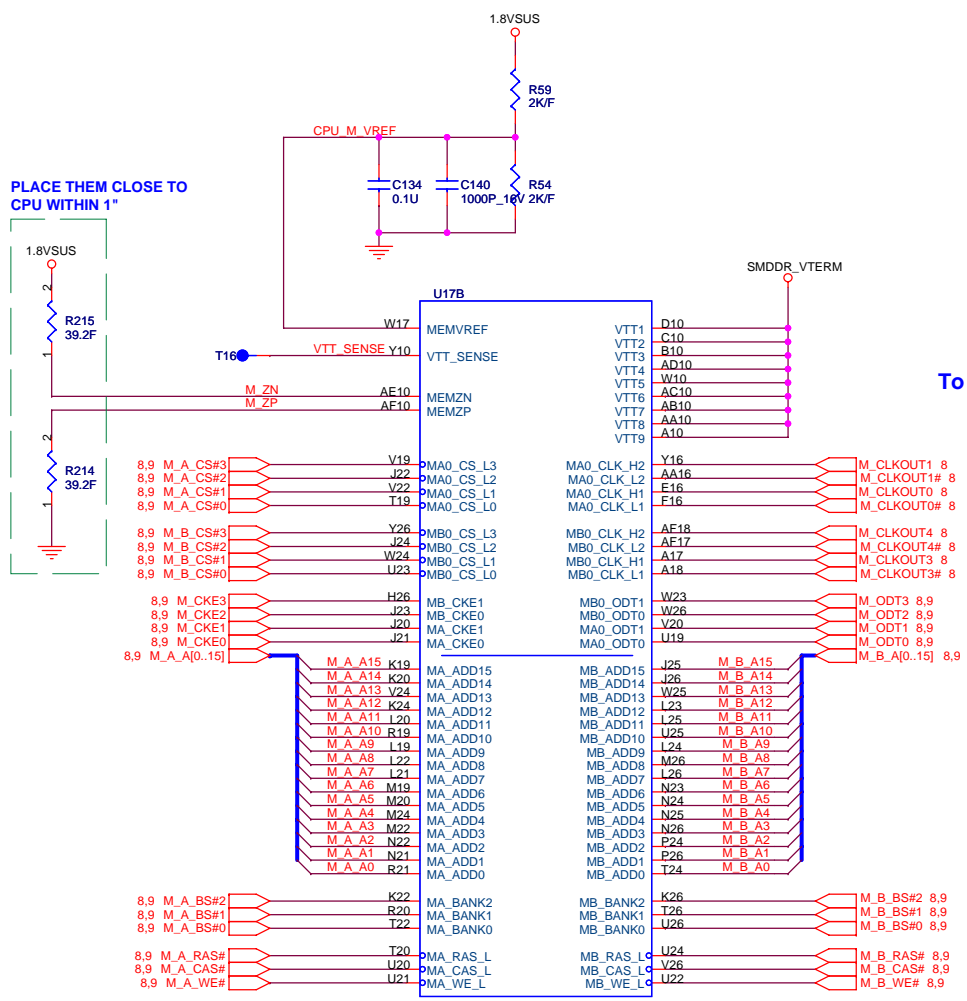 1.8VSUS
R59
2K/F
CPU_M_VREF
C134
0.1U
C140
1000P_16V
R54
2K/F
PLACE THEM CLOSE TO
CPU WITHIN 1"
1.8VSUS
2
R215
39.2F
1
2
R214
39.2F
1
SMDDR_VTERM
To
U17B
W17 MEMVREF
T16 VTT_SENSE Y10 VTT_SENSE
M_ZN AE10 MEMZN
M_ZP AF10 MEMZP
VTT1 D10
VTT2 C10
VTT3 B10
VTT4 AD10
VTT5 W10
VTT6 AC10
VTT7 AB10
VTT8 AA10
VTT9 A10
8,9 M_A_CS#3 V19 MA0_CS_L3
8,9 M_A_CS#2 J22 MA0_CS_L2
8,9 M_A_CS#1 V22 MA0_CS_L1
8,9 M_A_CS#0 T19 MA0_CS_L0
MA0_CLK_H2 Y16 M_CLKOUT1 8
MA0_CLK_L2 AA16 M_CLKOUT1# 8
MA0_CLK_H1 E16 M_CLKOUT0 8
MA0_CLK_L1 F16 M_CLKOUT0# 8
8,9 M_B_CS#3 Y26 MB0_CS_L3
8,9 M_B_CS#2 J24 MB0_CS_L2
8,9 M_B_CS#1 W24 MB0_CS_L1
8,9 M_B_CS#0 U23 MB0_CS_L0
MB0_CLK_H2 AF18 M_CLKOUT4 8
MB0_CLK_L2 AF17 M_CLKOUT4# 8
MB0_CLK_H1 A17 M_CLKOUT3 8
MB0_CLK_L1 A18 M_CLKOUT3# 8
8,9 M_CKE3 H26 MB_CKE1
8,9 M_CKE2 J23 MB_CKE0
8,9 M_CKE1 J20 MA_CKE1
8,9 M_CKE0 J21 MA_CKE0
MB0_ODT1 W23 M_ODT3 8,9
MB0_ODT0 W26 M_ODT2 8,9
MA0_ODT1 V20 M_ODT1 8,9
MA0_ODT0 U19 M_ODT0 8,9
8,9 M_A_A[0..15]
M_B_A[0..15] 8,9
M_A_A15 K19 MA_ADD15
M_A_A14 K20 MA_ADD14
M_A_A13 V24 MA_ADD13
M_A_A12 K24 MA_ADD12
M_A_A11 L20 MA_ADD11
M_A_A10 R19 MA_ADD10
M_A_A9 L19 MA_ADD9
M_A_A8 L22 MA_ADD8
M_A_A7 L21 MA_ADD7
M_A_A6 M19 MA_ADD6
M_A_A5 M20 MA_ADD5
M_A_A4 M24 MA_ADD4
M_A_A3 M22 MA_ADD3
M_A_A2 N22 MA_ADD2
M_A_A1 N21 MA_ADD1
M_A_A0 R21 MA_ADD0
MB_ADD15 J25 M_B_A15
MB_ADD14 J26 M_B_A14
MB_ADD13 W25 M_B_A13
MB_ADD12 L23 M_B_A12
MB_ADD11 L25 M_B_A11
MB_ADD10 U25 M_B_A10
MB_ADD9 L24 M_B_A9
MB_ADD8 M26 M_B_A8
MB_ADD7 L26 M_B_A7
MB_ADD6 N23 M_B_A6
MB_ADD5 N24 M_B_A5
MB_ADD4 N25 M_B_A4
MB_ADD3 N26 M_B_A3
MB_ADD2 P24 M_B_A2
MB_ADD1 P26 M_B_A1
MB_ADD0 T24 M_B_A0
8,9 M_A_BS#2 K22 MA_BANK2
8,9 M_A_BS#1 R20 MA_BANK1
8,9 M_A_BS#0 T22 MA_BANK0
MB_BANK2 K26 M_B_BS#2 8,9
MB_BANK1 T26 M_B_BS#1 8,9
MB_BANK0 U26 M_B_BS#0 8,9
8,9 M_A_RAS# T20 MA_RAS_L
8,9 M_A_CAS# U20 MA_CAS_L
8,9 M_A_WE# U21 MA_WE_L
MB_RAS_L U24 M_B_RAS# 8,9
MB_CAS_L V26 M_B_CAS# 8,9
MB_WE_L U22 M_B_WE# 8,9